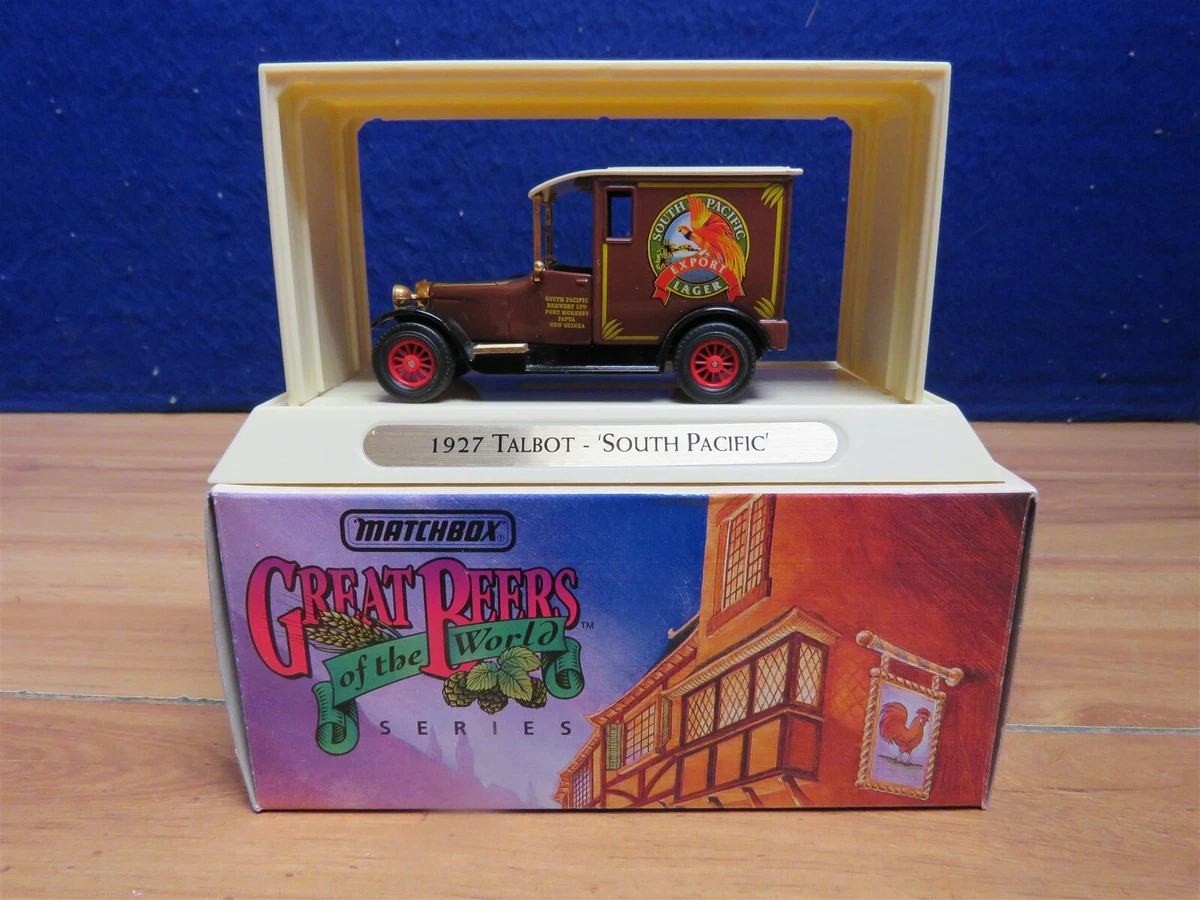 SOUTH PACIFIC
EXPORT
LAGER
SOUTH PACIFIC
BREWERY LTD
PORT MORESBY
PAPUA
NEW GUINEA
1927 TALBOT - 'SOUTH PACIFIC'
MATCHBOX
GREAT BEERS
of the World
SERIES